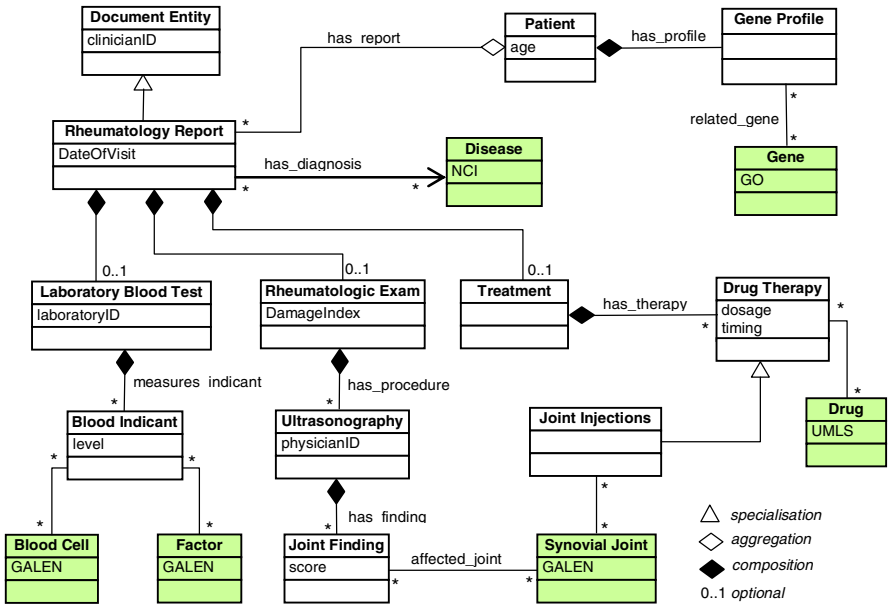 Document Entity
clinicianID
Patient
age
Gene Profile
has_report
has_profile
*
related_gene
*
*
Rheumatology Report
DateOfVisit
has_diagnosis
*
*
Disease
NCI
Gene
GO
0..1
0..1
0..1
Laboratory Blood Test
laboratoryID
Rheumatologic Exam
DamageIndex
Treatment
has_therapy
*
Drug Therapy
dosage
timing
*
measures_indicant
*
has_procedure
*
*
Blood Indicant
level
Ultrasonography
physicianID
Joint Injections
Drug
UMLS
*
*
*
*
*
*
has_finding
*
Blood Cell
GALEN
Factor
GALEN
Joint Finding
score
affected_joint
*
*
Synovial Joint
GALEN
specialisation
aggregation
composition
0..1 optional